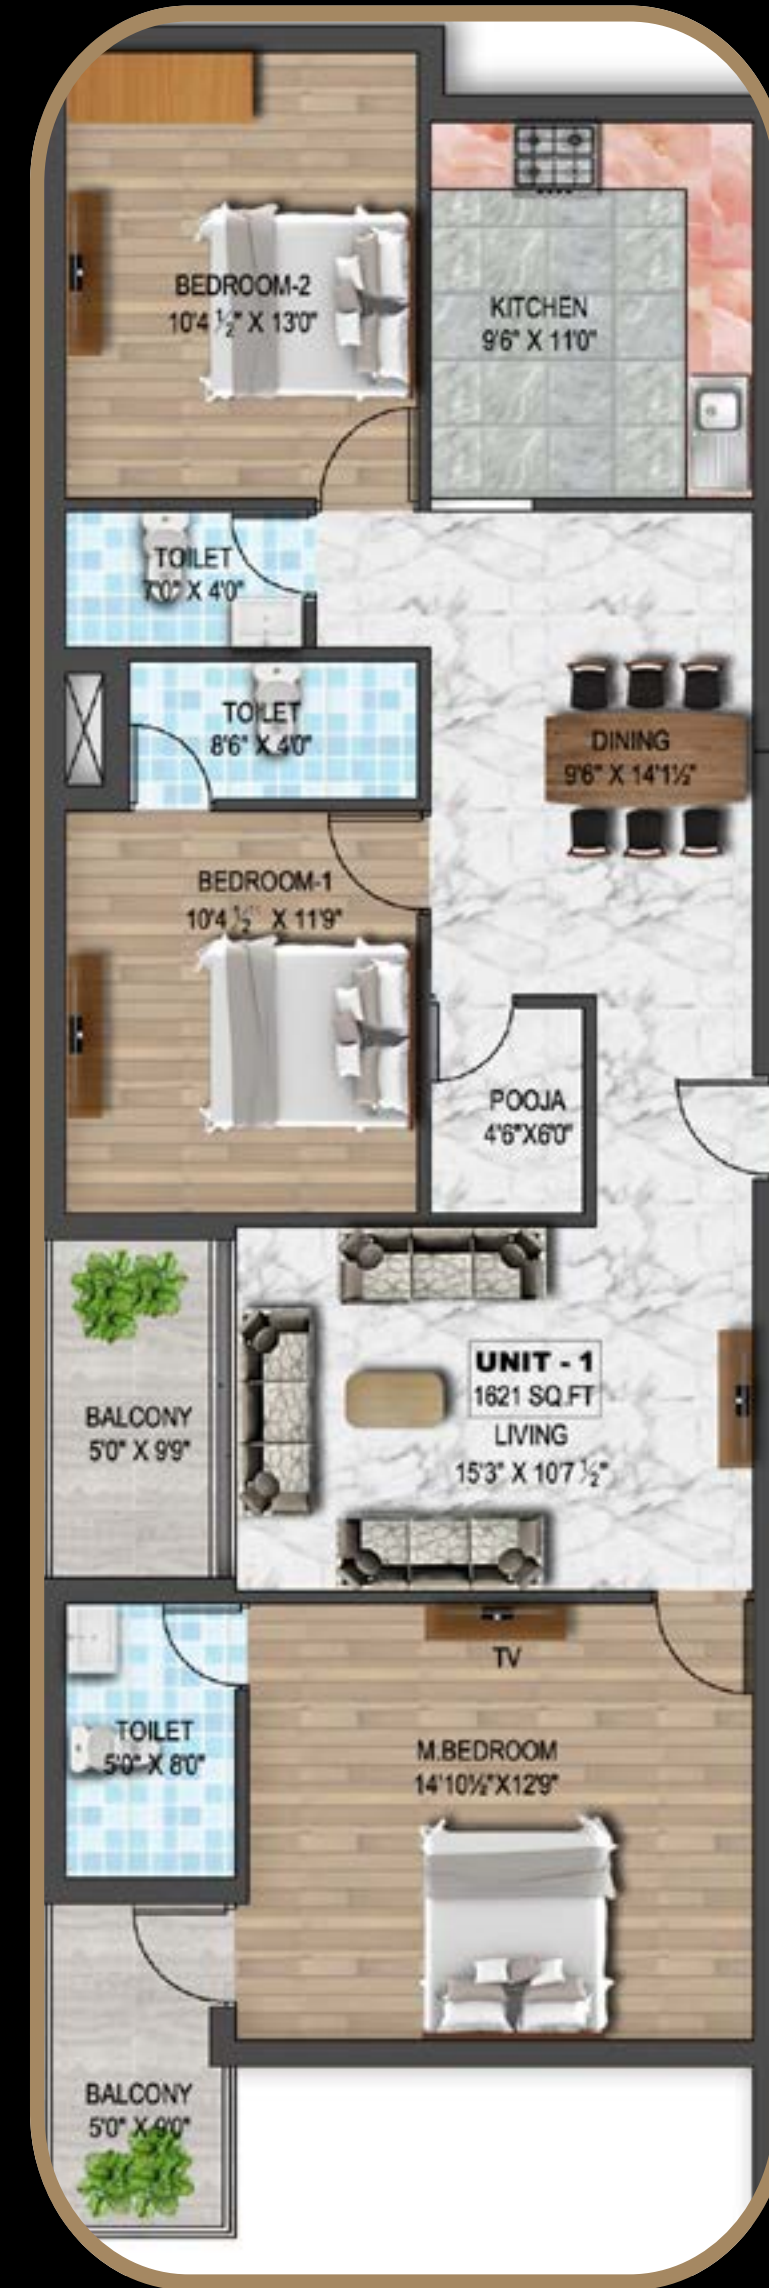 BEDROOM-2
10'4 ½" X 13'0"
KITCHEN
9'6" X 11'0"
TOILET
7'0" X 4'0"
TOILET
8'6" X 4'0"
DINING
9'6" X 14'1½"
BEDROOM-1
10'4 ½" X 11'9"
POOJA
4'6"X6'0"
UNIT - 1
1621 SQ.FT
LIVING
15'3" X 10'7 ½"
BALCONY
5'0" X 9'9"
TV
TOILET
5'0" X 8'0"
M.BEDROOM
14'10½"X12'9"
BALCONY
5'0" X 9'0"